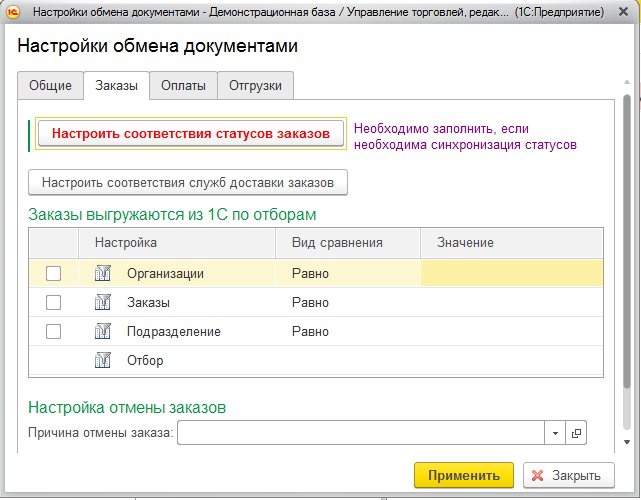 Настройки обмена документами - Демонстрационная база / Управление торговлей, редак... (1С:Предприятие)
Настройки обмена документами
Общие Заказы Оплаты Отгрузки
Настроить соответствия статусов заказов
Необходимо заполнить, если
необходима синхронизация статусов
Настроить соответствия служб доставки заказов
Заказы выгружаются из 1С по отборам
Настройка Вид сравнения Значение
Организации Равно
Заказы Равно
Подразделение Равно
Отбор
Настройка отмены заказов
Причина отмены заказа:
Применить Закрыть